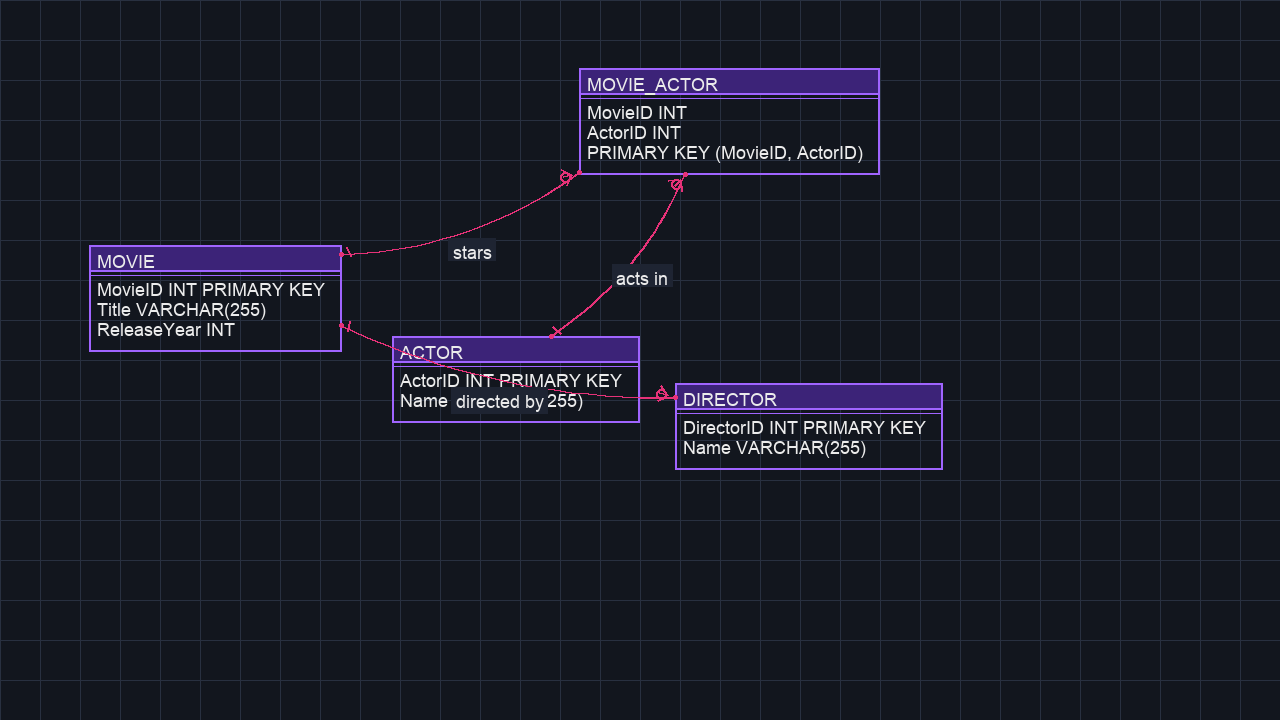 MOVIE_ACTOR
MovieID INT
ActorID INT
PRIMARY KEY (MovieID, ActorID)
stars
MOVIE
MovieID INT PRIMARY KEY
Title VARCHAR(255)
ReleaseYear INT
acts in
ACTOR
ActorID INT PRIMARY KEY
Name 255)
directed by
DIRECTOR
DirectorID INT PRIMARY KEY
Name VARCHAR(255)